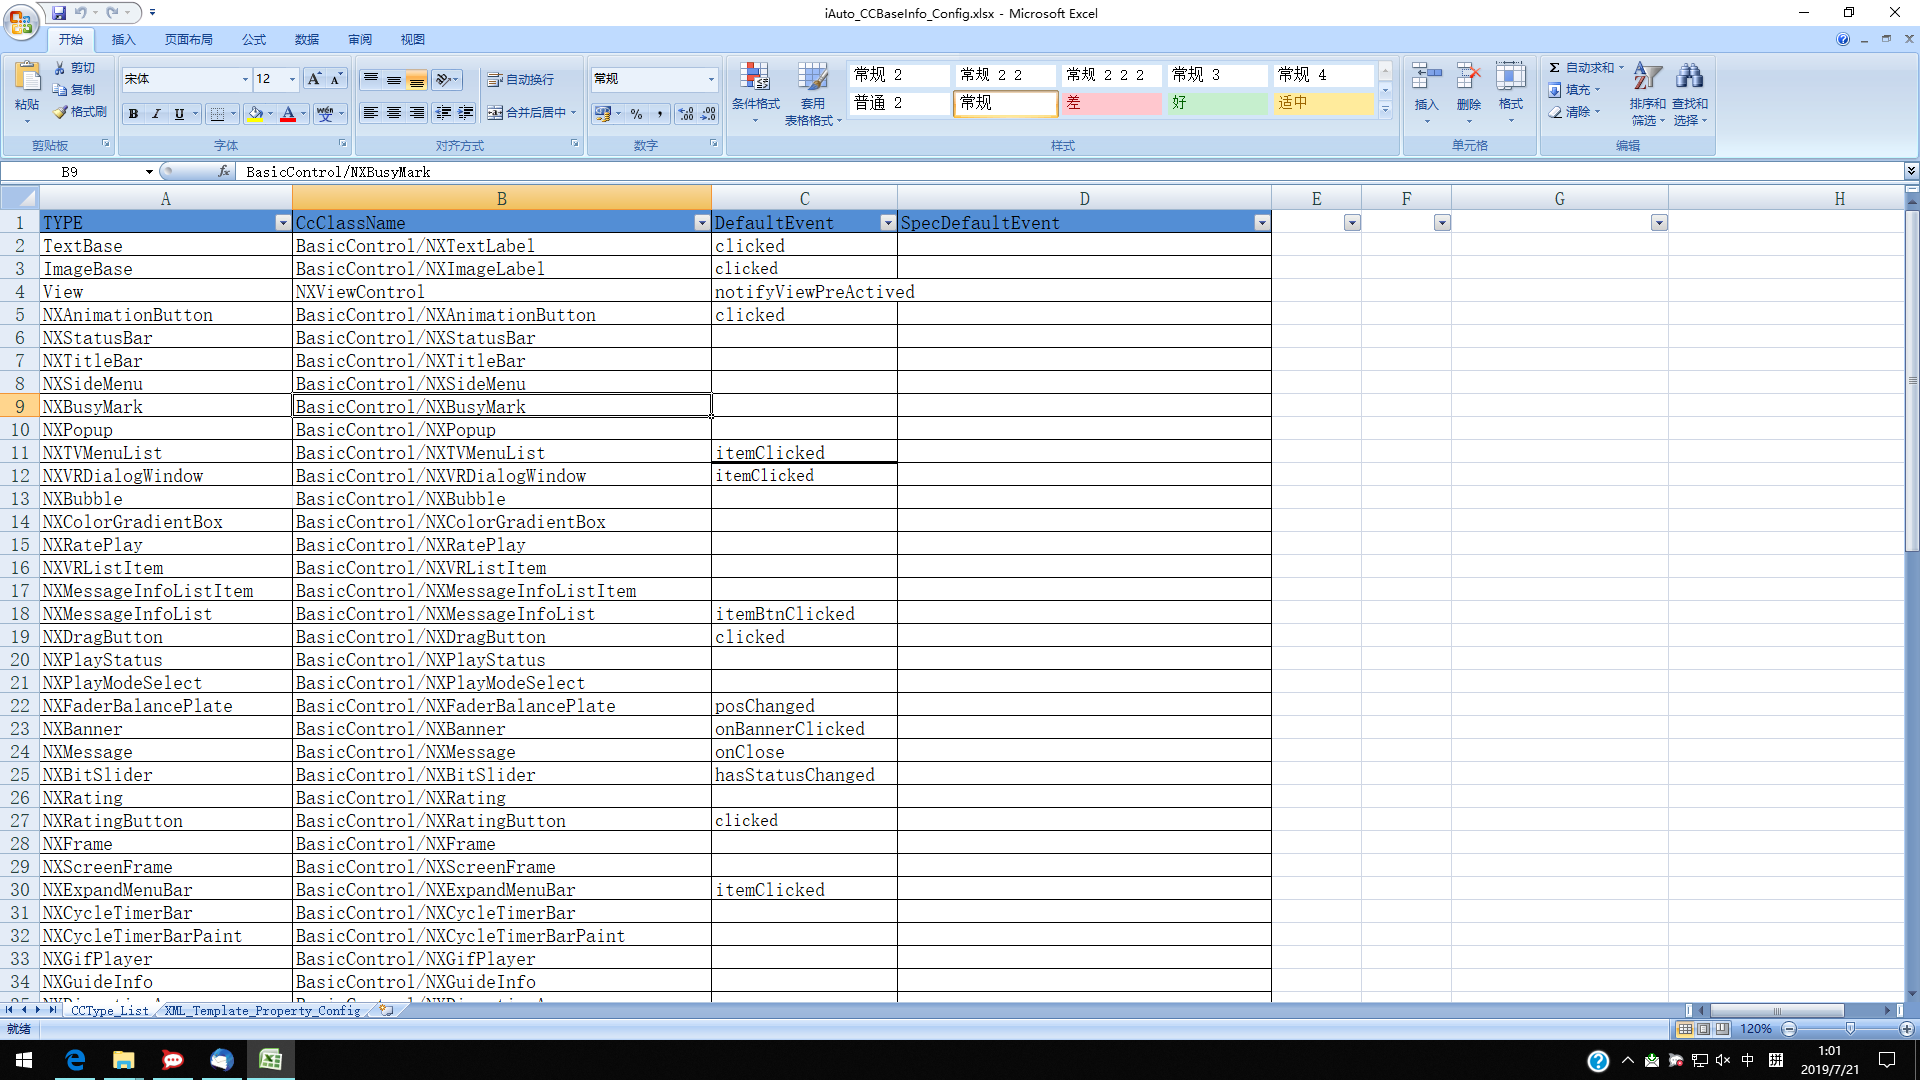 iAuto_CCBaseInfo_Config.xlsx - Microsoft Excel
开始 插入 页面布局 公式 数据 审阅 视图
粘贴 剪切 复制 格式刷 剪贴板
宋体 12 A A B I U A 字体
自动换行 合并后居中 对齐方式
常规 % , 数字
条件格式 套用表格格式
常规 2 常规 2 2 常规 2 2 2 常规 3 常规 4
普通 2 常规 差 好 适中
样式
插入 删除 格式 单元格
Σ 自动求和 填充 清除 排序和筛选 查找和选择 编辑
B9 fx BasicControl/NXBusyMark
A B C D E F G H
1 TYPE CcClassName DefaultEvent SpecDefaultEvent
2 TextBase BasicControl/NXTextLabel clicked
3 ImageBase BasicControl/NXImageLabel clicked
4 View NXViewControl notifyViewPreActived
5 NXAnimationButton BasicControl/NXAnimationButton clicked
6 NXStatusBar BasicControl/NXStatusBar
7 NXTitleBar BasicControl/NXTitleBar
8 NXSideMenu BasicControl/NXSideMenu
9 NXBusyMark BasicControl/NXBusyMark
10 NXPopup BasicControl/NXPopup
11 NXTVMenuList BasicControl/NXTVMenuList itemClicked
12 NXVRDialogWindow BasicControl/NXVRDialogWindow itemClicked
13 NXBubble BasicControl/NXBubble
14 NXColorGradientBox BasicControl/NXColorGradientBox
15 NXRatePlay BasicControl/NXRatePlay
16 NXVRListItem BasicControl/NXVRListItem
17 NXMessageInfoListItem BasicControl/NXMessageInfoListItem
18 NXMessageInfoList BasicControl/NXMessageInfoList itemBtnClicked
19 NXDragButton BasicControl/NXDragButton clicked
20 NXPlayStatus BasicControl/NXPlayStatus
21 NXPlayModeSelect BasicControl/NXPlayModeSelect
22 NXFaderBalancePlate BasicControl/NXFaderBalancePlate posChanged
23 NXBanner BasicControl/NXBanner onBannerClicked
24 NXMessage BasicControl/NXMessage onClose
25 NXBitSlider BasicControl/NXBitSlider hasStatusChanged
26 NXRating BasicControl/NXRating
27 NXRatingButton BasicControl/NXRatingButton clicked
28 NXFrame BasicControl/NXFrame
29 NXScreenFrame BasicControl/NXScreenFrame
30 NXExpandMenuBar BasicControl/NXExpandMenuBar itemClicked
31 NXCycleTimerBar BasicControl/NXCycleTimerBar
32 NXCycleTimerBarPaint BasicControl/NXCycleTimerBarPaint
33 NXGifPlayer BasicControl/NXGifPlayer
34 NXGuideInfo BasicControl/NXGuideInfo
CCType_List XML_Template_Property_Config
就绪 120%
中 拼 1:01
2019/7/21